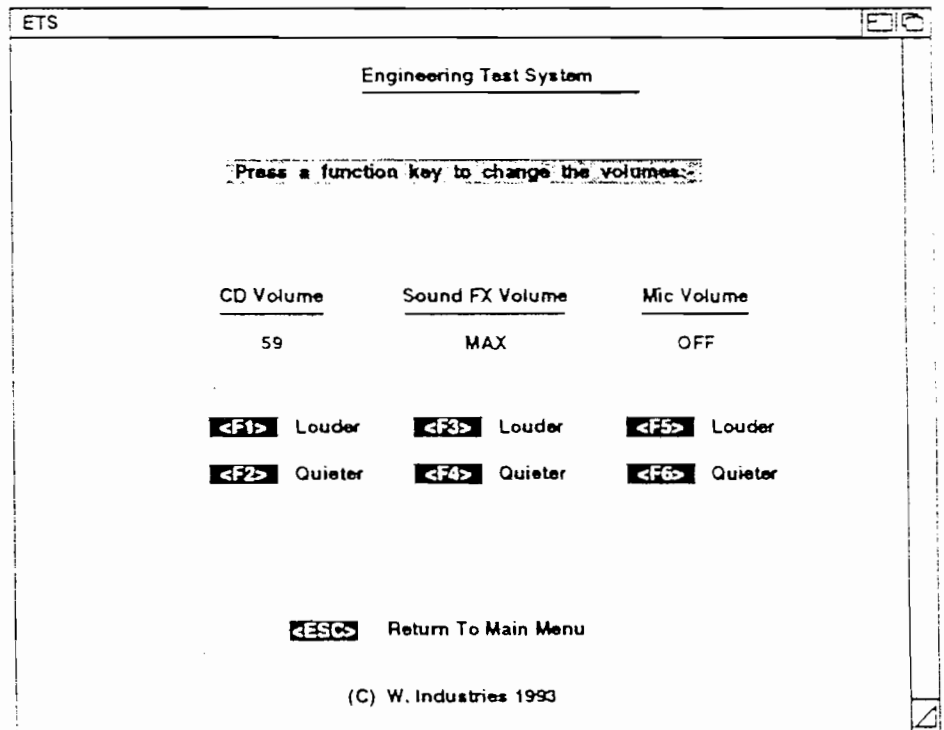 ETS
Engineering Test System
Press a function key to change the volumes:-
CD Volume Sound FX Volume Mic Volume
59 MAX OFF
<F1> Louder <F3> Louder <F5> Louder
<F2> Quieter <F4> Quieter <F6> Quieter
<ESC> Return To Main Menu
(C) W. Industries 1993